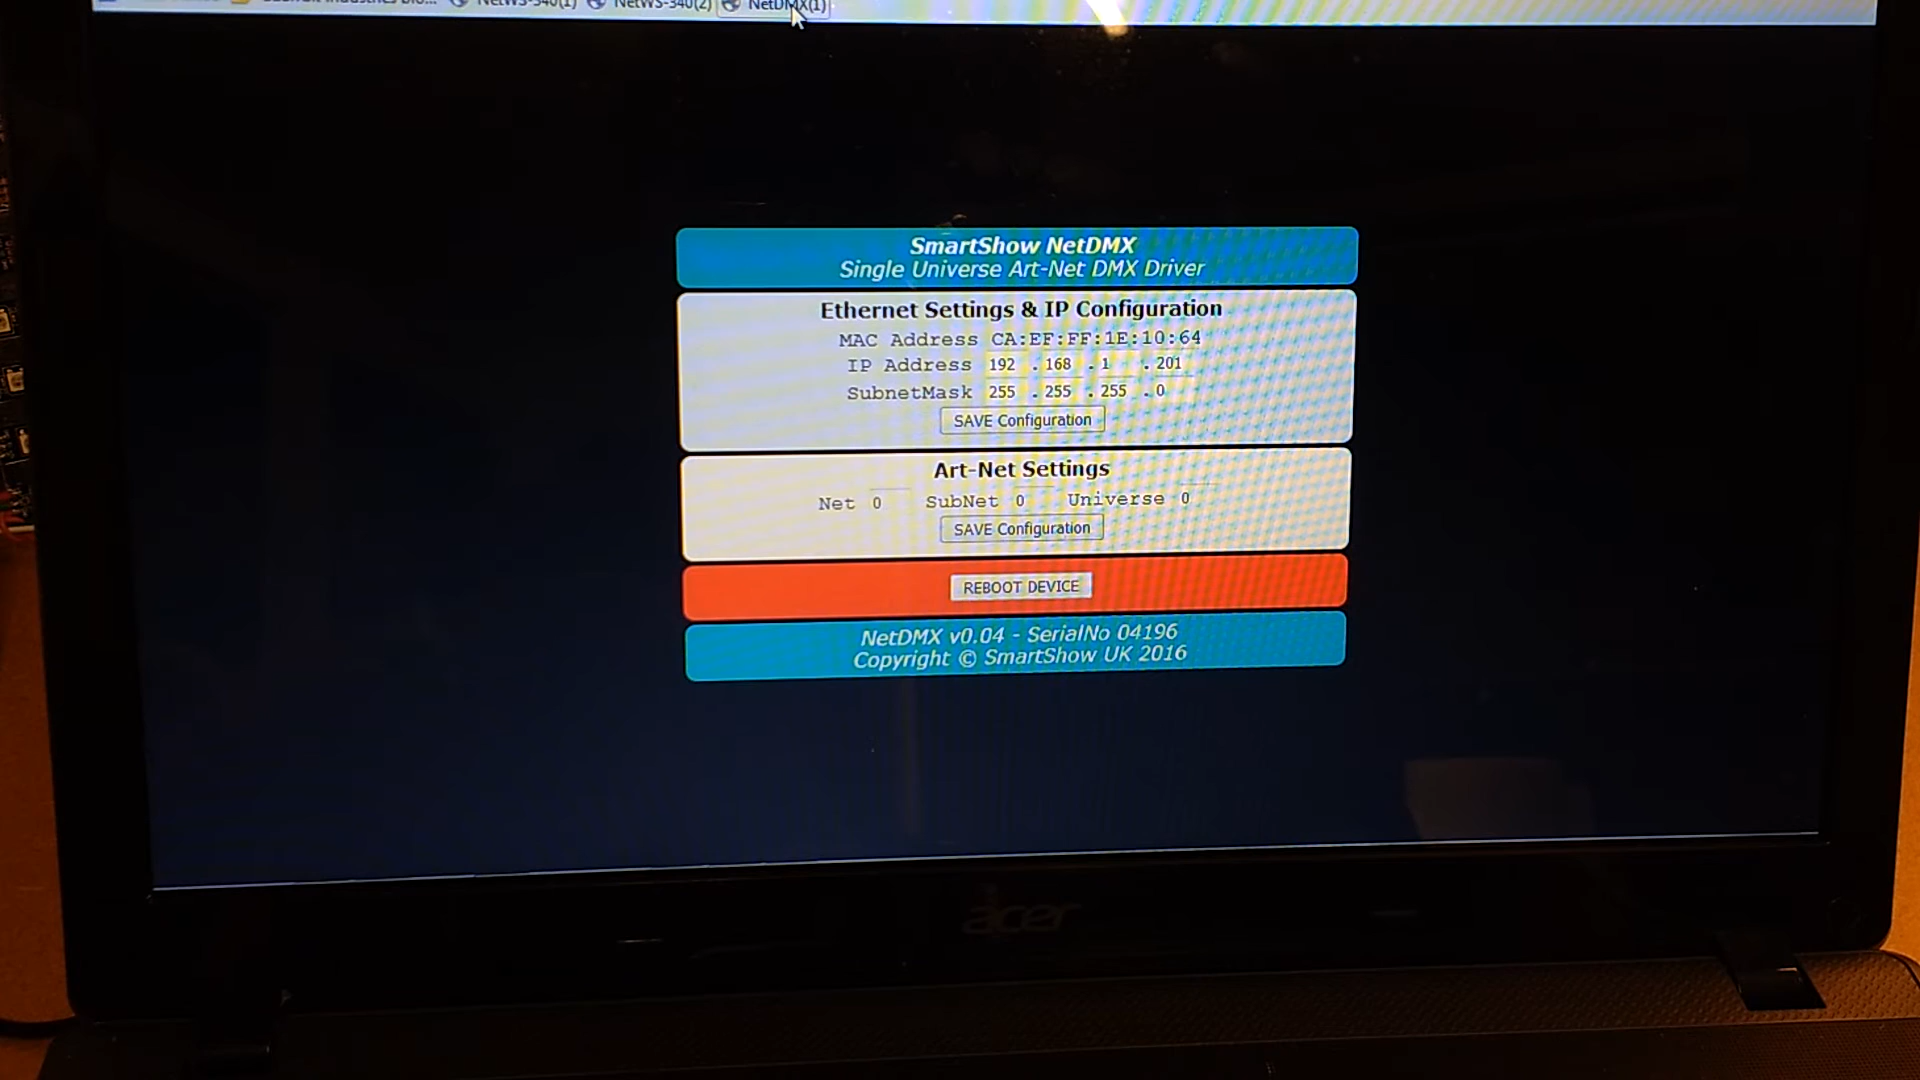 NetWS-340(1) NetWS-340(2) NetDMX(1)
SmartShow NetDMX
Single Universe Art-Net DMX Driver
Ethernet Settings & IP Configuration
MAC Address CA:EF:FF:1E:10:64
IP Address 192 . 168 . 1 . 201
SubnetMask 255 . 255 . 255 . 0
SAVE Configuration
Art-Net Settings
Net 0 SubNet 0 Universe 0
SAVE Configuration
REBOOT DEVICE
NetDMX v0.04 - SerialNo 04196
Copyright © SmartShow UK 2016
acer